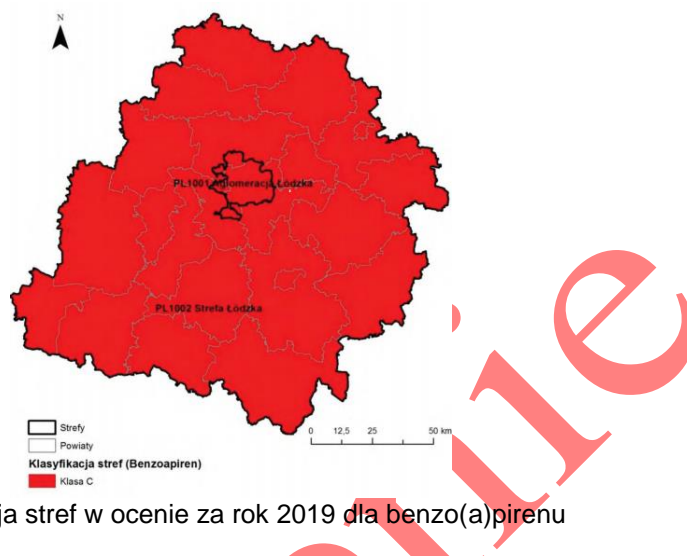 N
PL1001 Aglomeracja Łódzka
PL1002 Strefa Łódzka
Strefy
Powiaty
Klasyfikacja stref (Benzoapiren)
Klasa C
0 12,5 25 50 km
ja stref w ocenie za rok 2019 dla benzo(a)pirenu